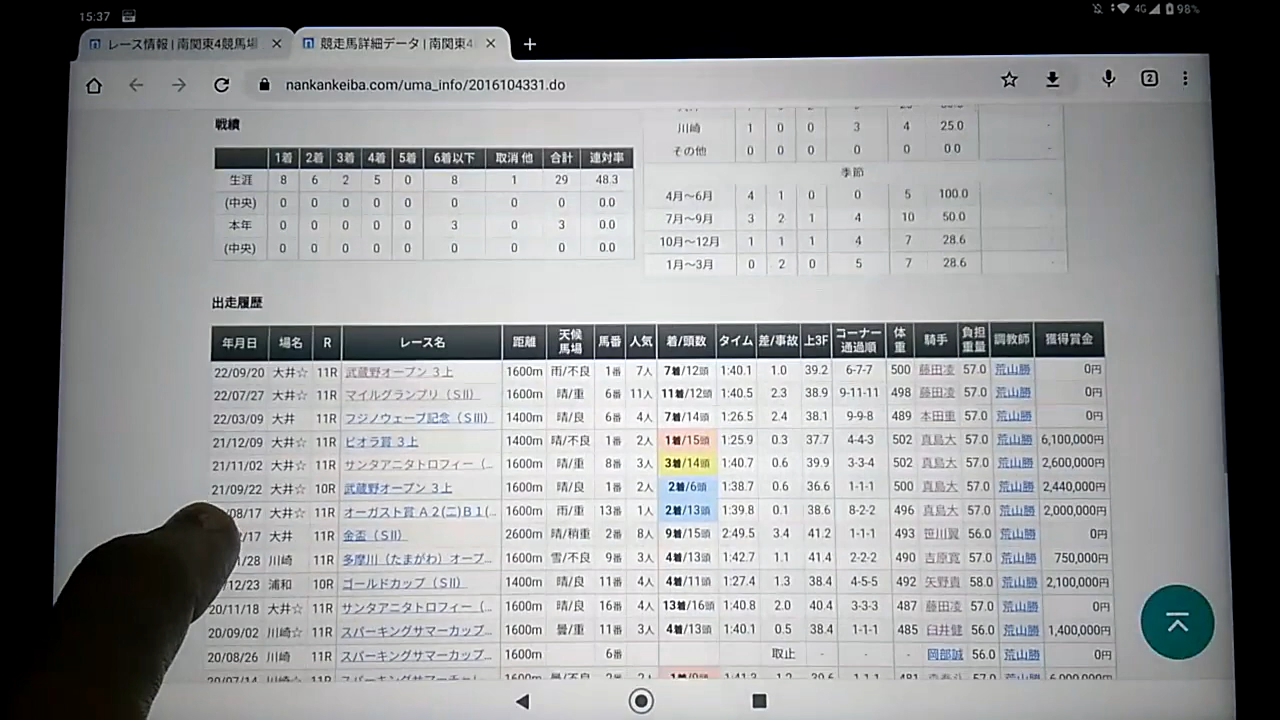 15:37 4G 98%
レース情報 | 南関東4競馬場 × 競走馬詳細データ | 南関東4 × +
nankankeiba.com/uma_info/2016104331.do 2
戦績
1着 2着 3着 4着 5着 6着以下 取消 他 合計 連対率
生涯 8 6 2 5 0 8 1 29 48.3
(中央) 0 0 0 0 0 0 0 0 0.0
本年 0 0 0 0 0 3 0 3 0.0
(中央) 0 0 0 0 0 0 0 0 0.0
川崎 1 0 0 3 4 25.0 -
その他 0 0 0 0 0 0.0 -
季節
4月〜6月 4 1 0 0 5 100.0
7月〜9月 3 2 1 4 10 50.0
10月〜12月 1 1 1 4 7 28.6
1月〜3月 0 2 0 5 7 28.6
出走履歴
年月日 場名 R レース名 距離 天候馬場 馬番 人気 着/頭数 タイム 差/事故 上3F コーナー通過順 体重 騎手 負担重量 調教師 獲得賞金
22/09/20 大井☆ 11R 武蔵野オープン 3上 1600m 雨/不良 1番 7人 7着/12頭 1:40.1 1.0 39.2 6-7-7 500 藤田凌 57.0 荒山勝 0円
22/07/27 大井☆ 11R マイルグランプリ（SⅡ） 1600m 晴/重 6番 11人 11着/12頭 1:40.5 2.3 38.9 9-11-11 498 藤田凌 57.0 荒山勝 0円
22/03/09 大井 11R フジノウェーブ記念（SⅢ） 1400m 晴/重 6番 4人 7着/14頭 1:26.5 2.4 38.1 9-9-8 489 本田重 57.0 荒山勝 0円
21/12/09 大井☆ 11R ビオラ賞 3上 1400m 晴/不良 1番 2人 1着/15頭 1:25.9 0.3 37.7 4-4-3 502 真島大 57.0 荒山勝 6,100,000円
21/11/02 大井☆ 11R サンタアニタトロフィー（... 1600m 晴/重 8番 3人 3着/14頭 1:40.7 0.6 39.9 3-3-4 502 真島大 57.0 荒山勝 2,600,000円
21/09/22 大井☆ 10R 武蔵野オープン 3上 1600m 晴/良 1番 2人 2着/6頭 1:38.7 0.6 36.6 1-1-1 500 真島大 57.0 荒山勝 2,440,000円
/08/17 大井☆ 11R オーガスト賞 A2(二)B1(... 1600m 雨/重 13番 1人 2着/13頭 1:39.8 0.1 38.6 8-2-2 496 真島大 57.0 荒山勝 2,000,000円
/17 大井 11R 金盃（SⅡ） 2600m 晴/稍重 2番 8人 9着/15頭 2:49.5 3.4 41.2 1-1-1 493 笹川翼 56.0 荒山勝 0円
/28 川崎 11R 多摩川（たまがわ）オープ... 1600m 雪/不良 3番 4人 4着/13頭 1:42.7 1.1 41.4 2-2-2 490 吉原寛 57.0 荒山勝 750,000円
/12/23 浦和 10R ゴールドカップ（SⅡ） 1400m 晴/良 11番 4人 4着/11頭 1:27.4 1.3 38.4 4-5-5 492 矢野貴 58.0 荒山勝 2,100,000円
20/11/18 大井☆ 11R サンタアニタトロフィー（... 1600m 晴/良 16番 4人 13着/16頭 1:40.8 2.0 40.4 3-3-3 487 藤田凌 57.0 荒山勝 0円
20/09/02 川崎☆ 11R スパーキングサマーカップ... 1600m 曇/重 11番 3人 4着/13頭 1:40.1 0.5 38.4 1-1-1 485 臼井健 56.0 荒山勝 1,400,000円
20/08/26 川崎 11R スパーキングサマーカップ... 1600m 6番 取止 - - 岡部誠 56.0 荒山勝 0円